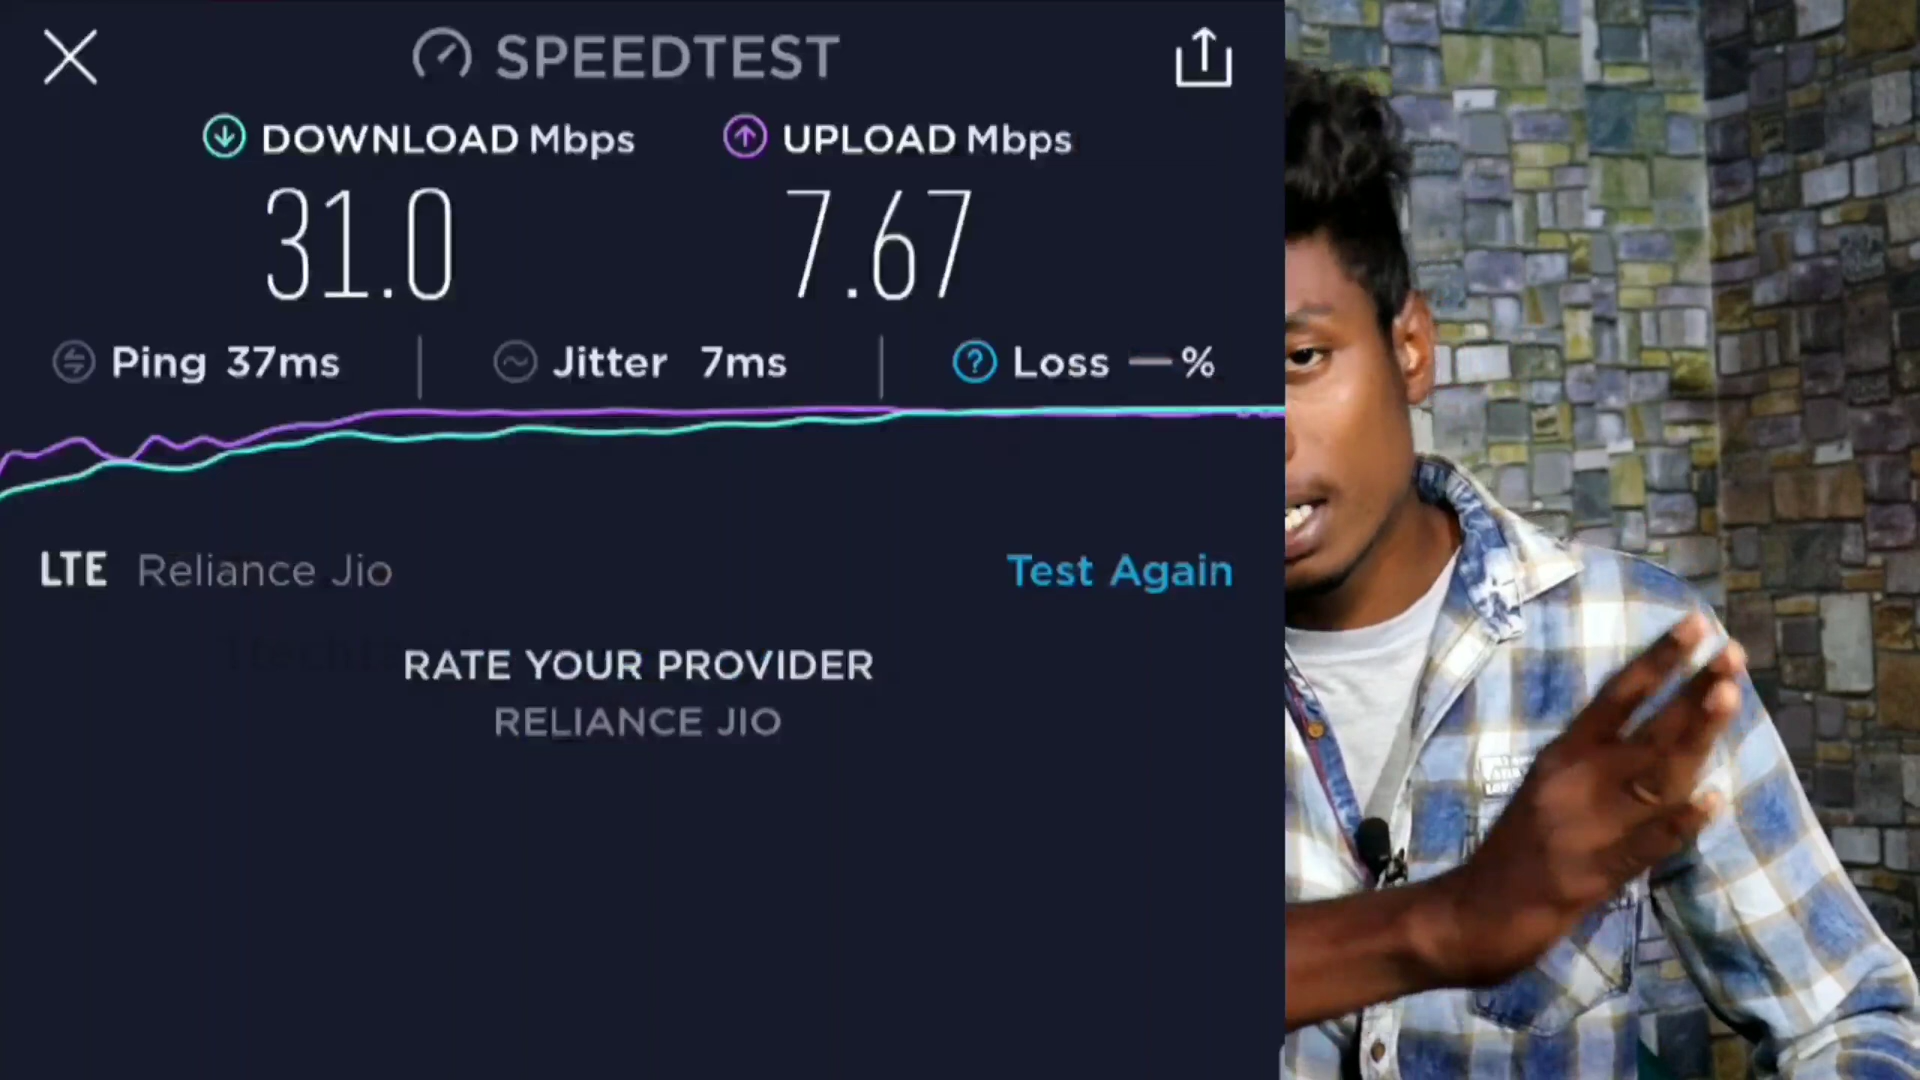 SPEEDTEST
DOWNLOAD Mbps UPLOAD Mbps
31.0 7.67
Ping 37ms Jitter 7ms Loss — %
LTE Reliance Jio Test Again
RATE YOUR PROVIDER
RELIANCE JIO